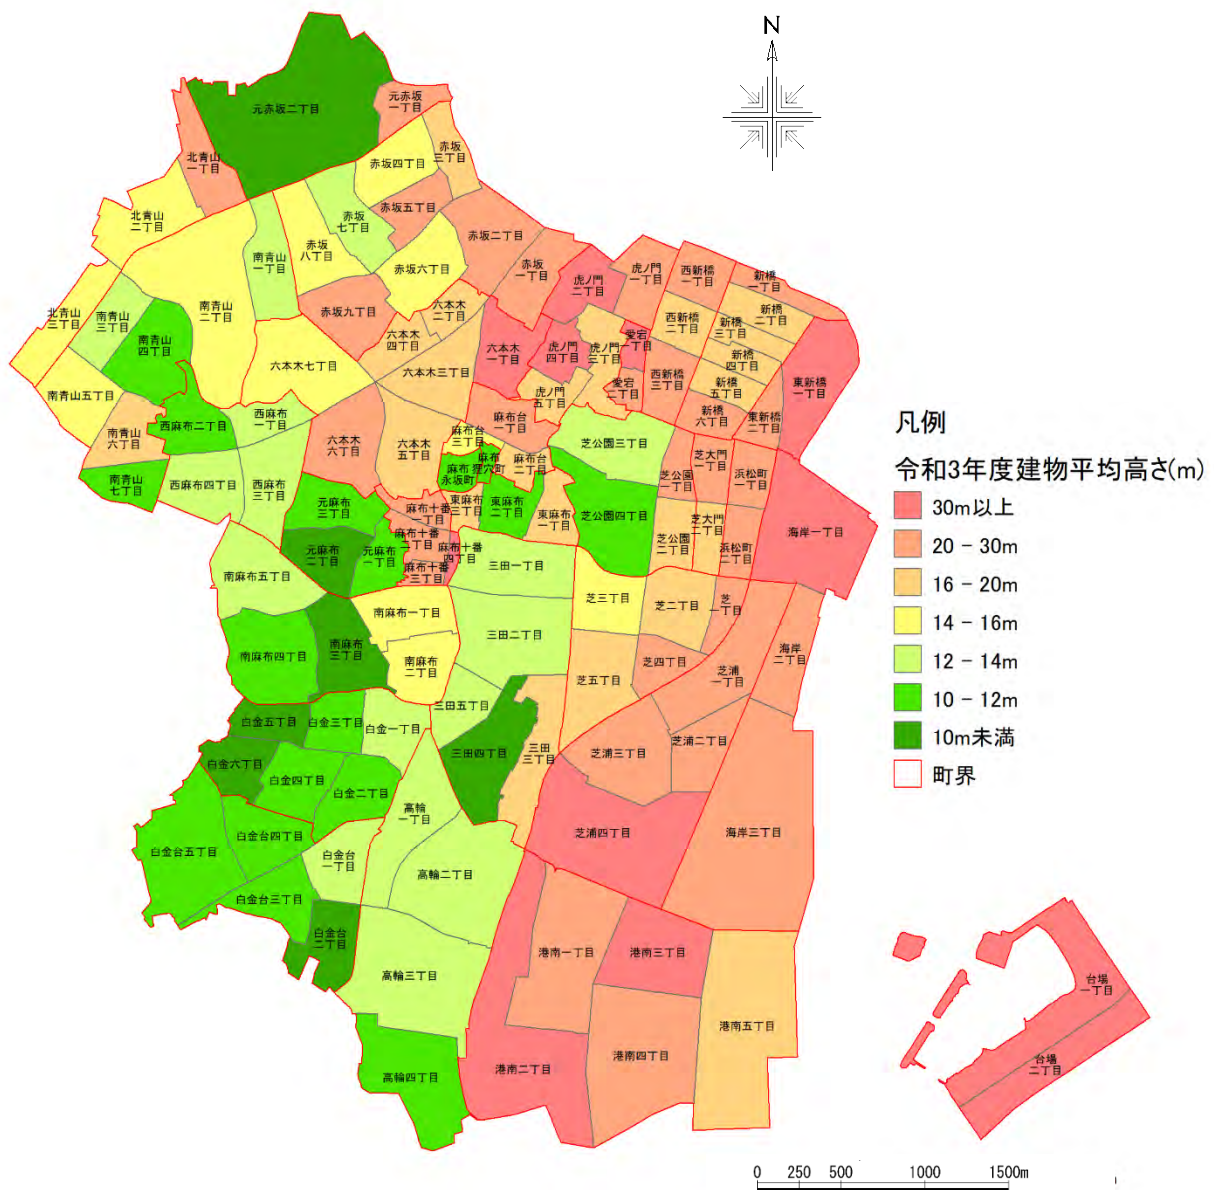 N
元赤坂二丁目
元赤坂
一丁目
北青山
一丁目
赤坂
三丁目
赤坂四丁目
北青山
二丁目
赤坂
七丁目
赤坂五丁目
赤坂二丁目
赤坂
八丁目
南青山
一丁目
赤坂六丁目
赤坂
一丁目
虎ノ門
二丁目
虎ノ門
一丁目
西新橋
一丁目
新橋
一丁目
北青山
三丁目
南青山
三丁目
南青山
二丁目
赤坂九丁目
六本木
二丁目
西新橋
二丁目
新橋
三丁目
新橋
二丁目
南青山
四丁目
六本木
四丁目
六本木
一丁目
虎ノ門
四丁目
虎ノ門
三丁目
愛宕
一丁目
新橋
四丁目
南青山五丁目
六本木七丁目
六本木三丁目
虎ノ門
五丁目
愛宕
二丁目
西新橋
三丁目
新橋
五丁目
東新橋
一丁目
南青山
六丁目
西麻布二丁目
西麻布
一丁目
新橋
六丁目
東新橋
二丁目
六本木
六丁目
六本木
五丁目
麻布台
三丁目
麻布台
一丁目
芝公園三丁目
南青山
七丁目
西麻布四丁目
西麻布
三丁目
麻布
永坂町
麻布
狸穴町
麻布台
二丁目
芝公園
一丁目
芝大門
一丁目
浜松町
一丁目
元麻布
三丁目
麻布十番
一丁目
東麻布
三丁目
東麻布
二丁目
東麻布
一丁目
芝公園四丁目
芝大門
二丁目
海岸一丁目
元麻布
二丁目
元麻布
一丁目
麻布十番
二丁目
麻布十番
四丁目
麻布十番
三丁目
芝公園
二丁目
浜松町
二丁目
南麻布五丁目
三田一丁目
南麻布一丁目
芝三丁目
芝二丁目
芝
一丁目
三田二丁目
南麻布四丁目
南麻布
三丁目
南麻布
二丁目
芝五丁目
芝四丁目
芝浦
一丁目
海岸
二丁目
白金五丁目
白金三丁目
白金一丁目
三田五丁目
三田四丁目
三田
三丁目
芝浦三丁目
芝浦二丁目
白金六丁目
白金四丁目
白金二丁目
高輪
一丁目
白金台五丁目
白金台四丁目
白金台
一丁目
芝浦四丁目
海岸三丁目
高輪二丁目
白金台三丁目
白金台
二丁目
高輪三丁目
港南一丁目
港南三丁目
港南五丁目
高輪四丁目
港南二丁目
港南四丁目
台場
一丁目
台場
二丁目
凡例
令和3年度建物平均高さ(m)
30m以上
20 - 30m
16 - 20m
14 - 16m
12 - 14m
10 - 12m
10m未満
町界
0 250 500 1000 1500m